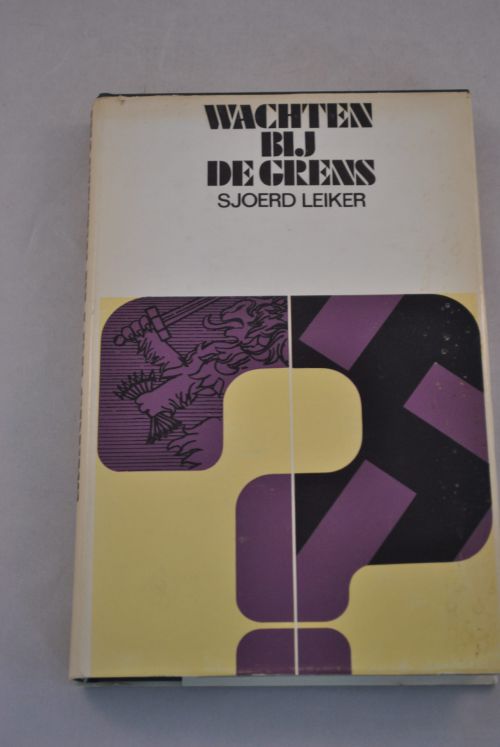 WACHTEN
BIJ
DE GRENS
SJOERD LEIKER